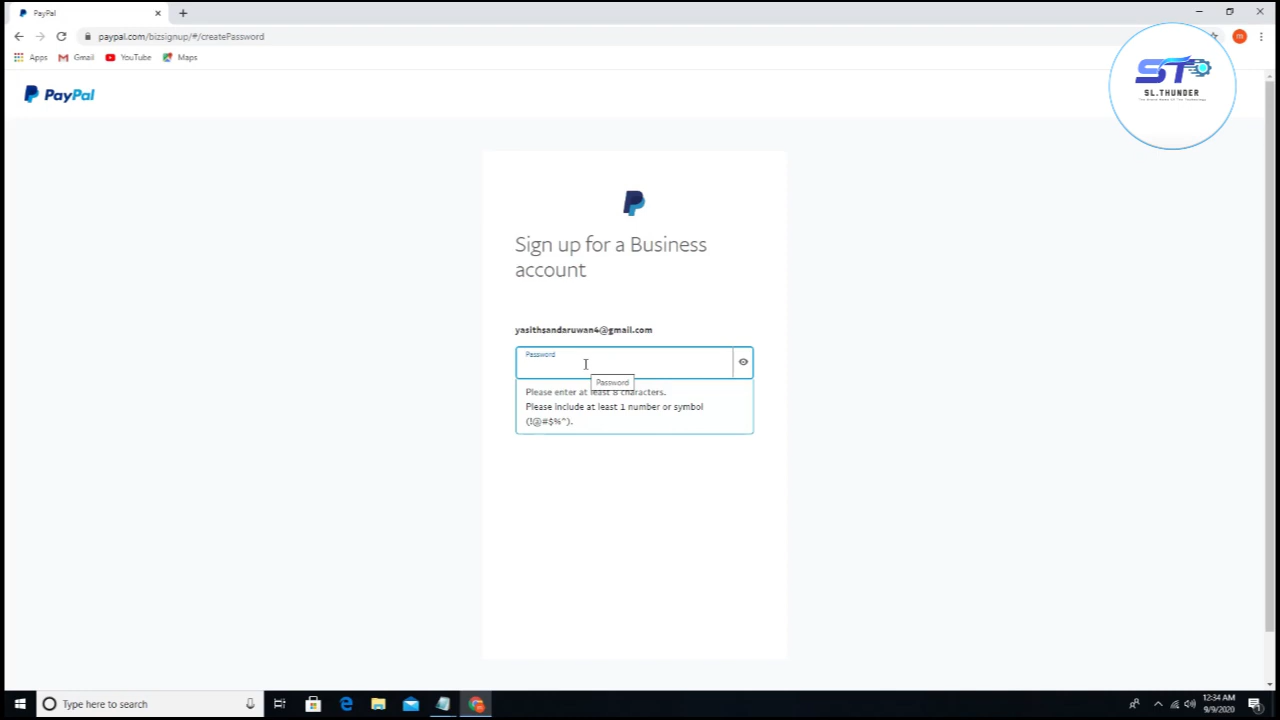 PayPal
paypal.com/bizsignup/#/createPassword
m
Apps Gmail YouTube Maps
PayPal
ST
SL.THUNDER
Sign up for a Business
account
yasithsandaruwan4@gmail.com
Password
Password
Please enter at least 8 characters.
Please include at least 1 number or symbol
(!@#$%^).
Type here to search
12:34 AM
9/9/2020
1